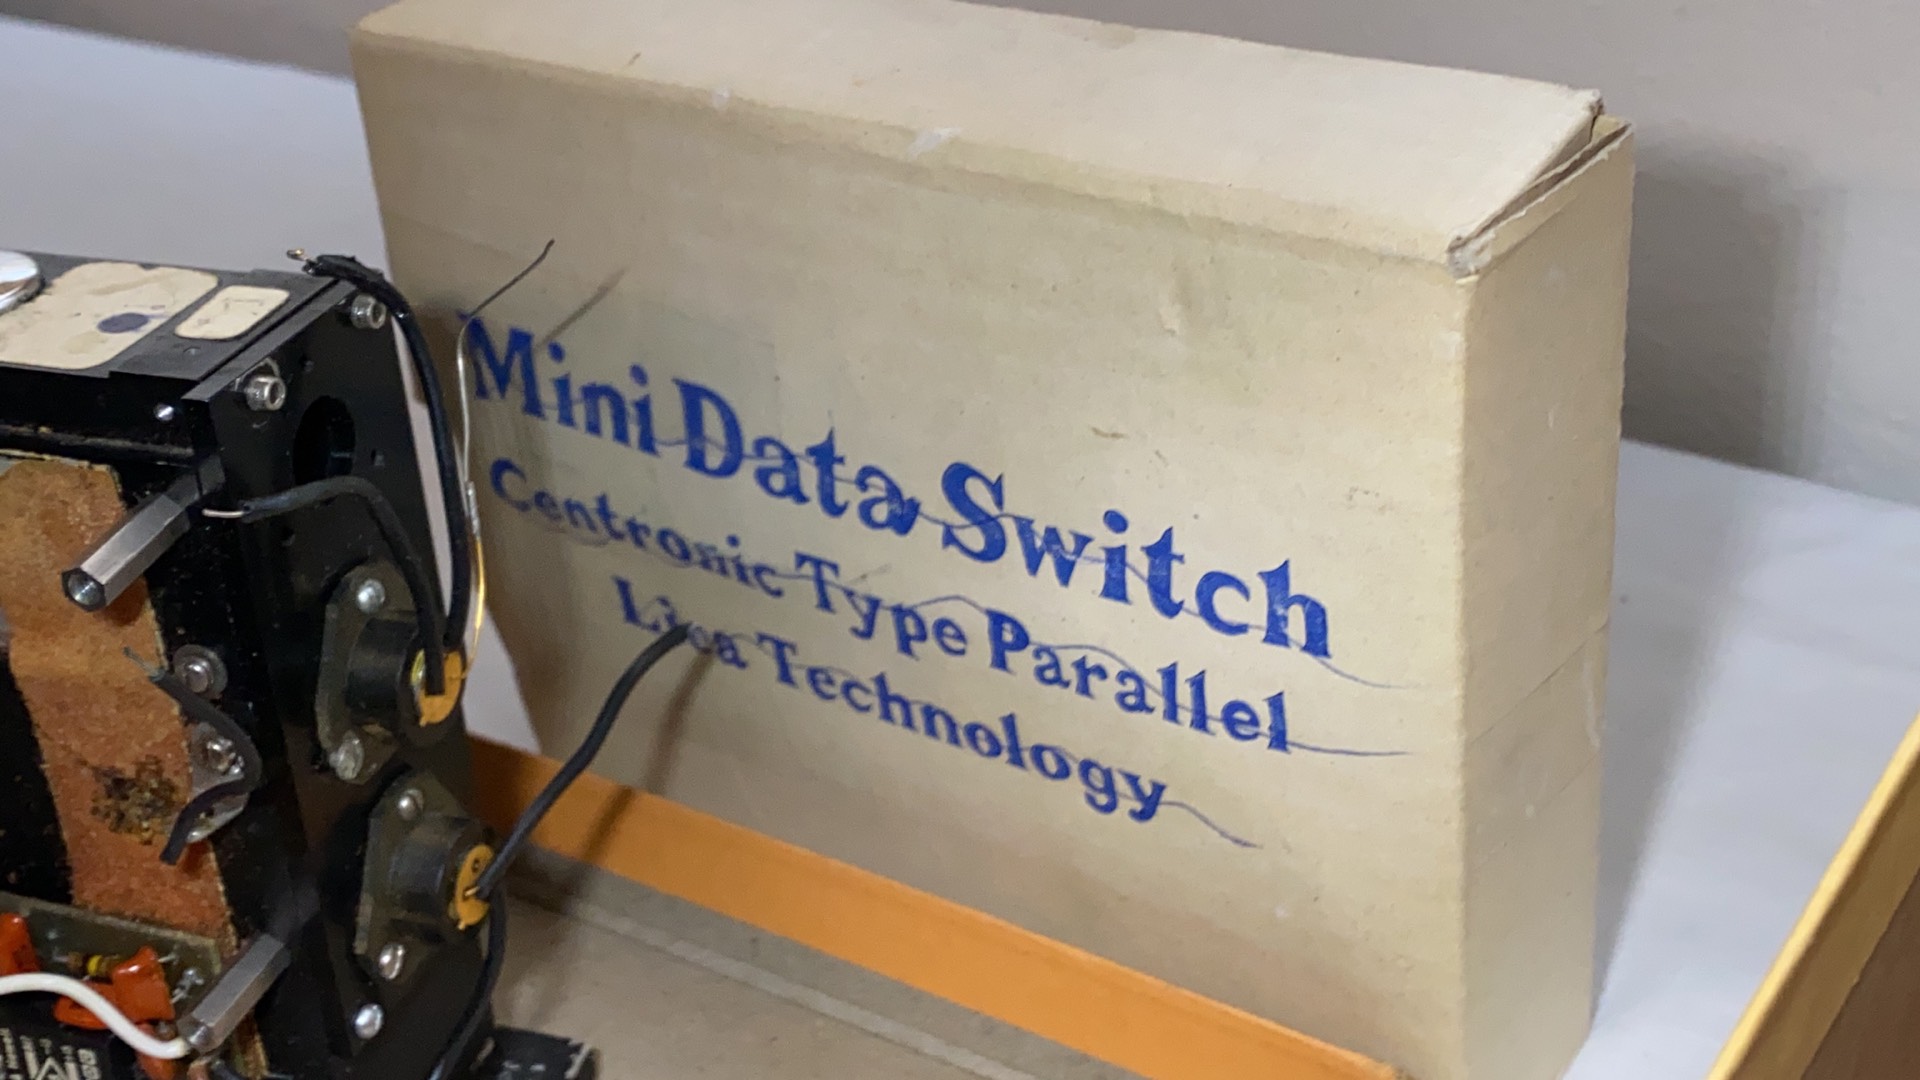 Mini Data Switch
Centronic Type Parallel
Technology